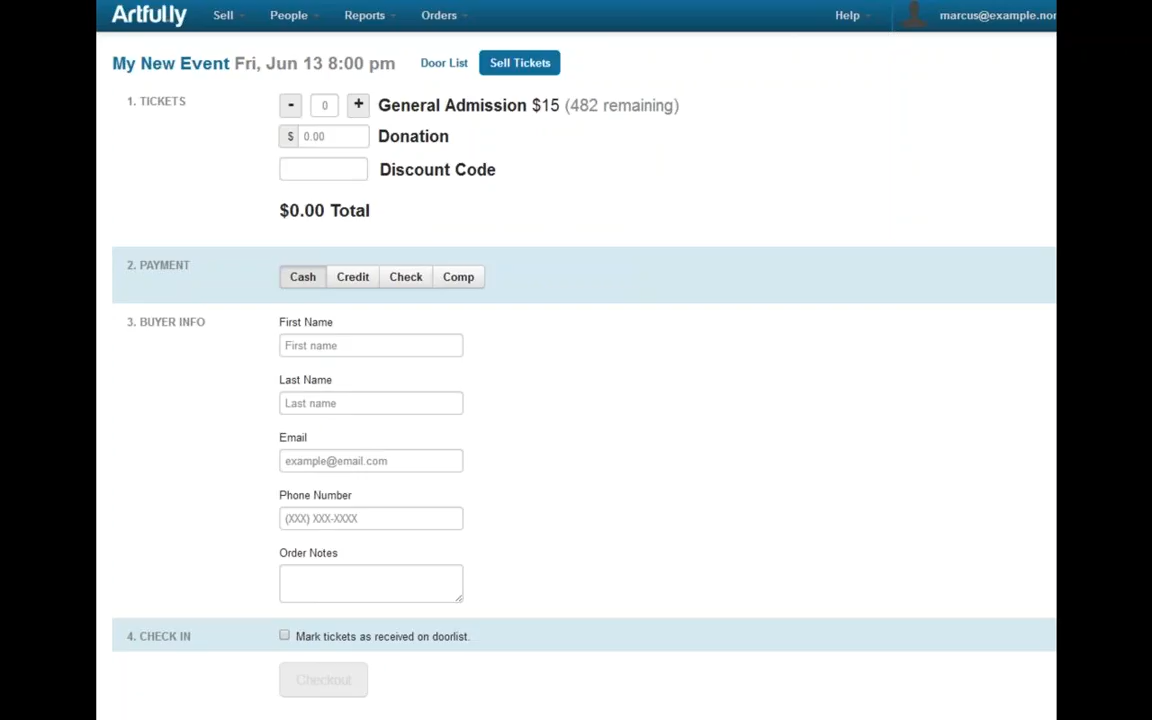 Artfully Sell People Reports Orders Help marcus@example.nor
My New Event Fri, Jun 13 8:00 pm Door List Sell Tickets
1. TICKETS
- 0 + General Admission $15 (482 remaining)
$ 0.00 Donation
Discount Code
$0.00 Total
2. PAYMENT
Cash Credit Check Comp
3. BUYER INFO
First Name
First name
Last Name
Last name
Email
example@email.com
Phone Number
(XXX) XXX-XXXX
Order Notes
4. CHECK IN
Mark tickets as received on doorlist.
Checkout